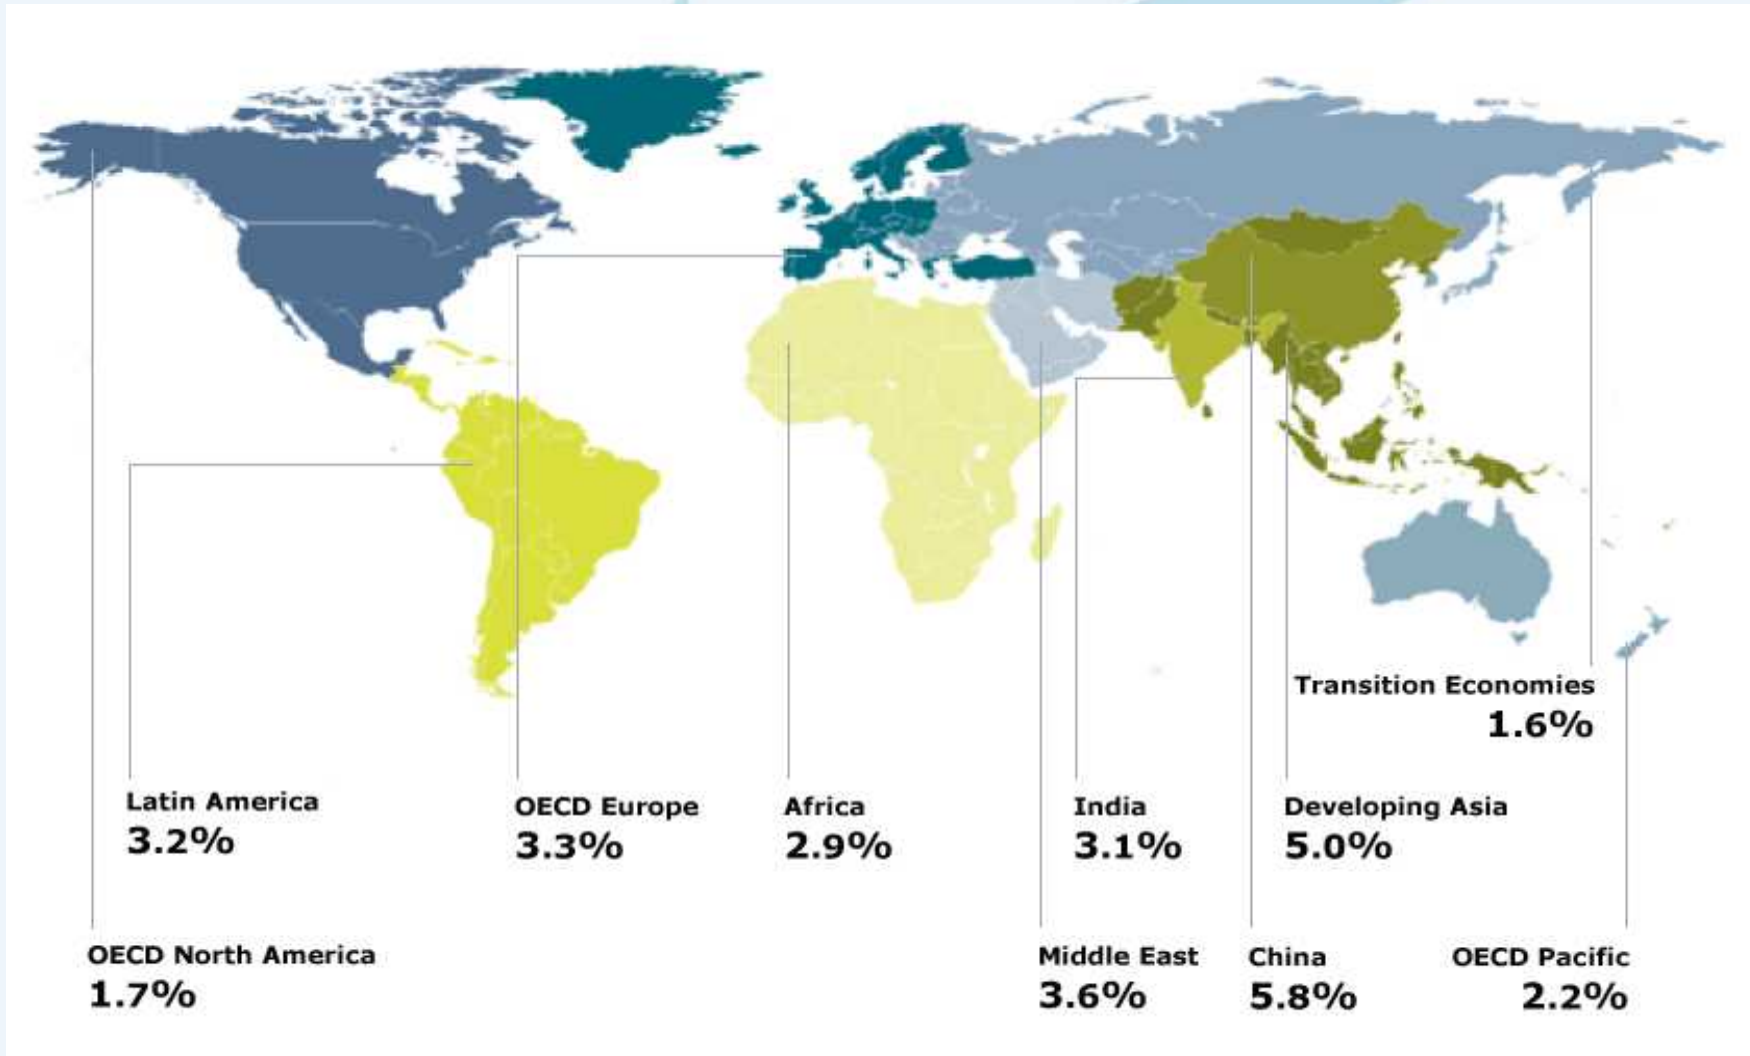 Transition Economies
1.6%
Latin America
3.2%
OECD Europe
3.3%
Africa
2.9%
India
3.1%
Developing Asia
5.0%
OECD North America
1.7%
Middle East
3.6%
China
5.8%
OECD Pacific
2.2%